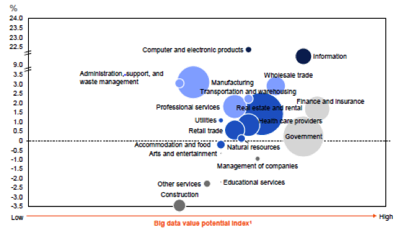 %
24.0
23.5
23.0
22.5
9.0
3.5
3.0
2.5
2.0
1.5
1.0
0.5
0
-0.5
-1.0
-1.5
-2.0
-2.5
-3.0
-3.5
Computer and electronic products
Information
Administration, support, and
waste management
Manufacturing
Wholesale trade
Transportation and warehousing
Finance and insurance
Professional services
Real estate and rental
Utilities
Health care providers
Retail trade
Government
Accommodation and food
Natural resources
Arts and entertainment
Management of companies
Other services
Educational services
Construction
Low
High
Big data value potential index¹